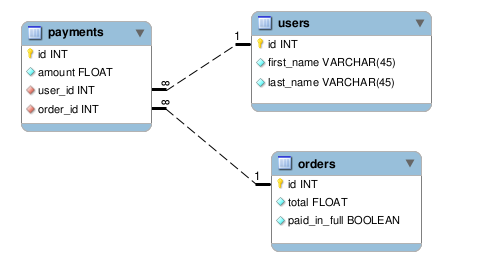 payments
id INT
amount FLOAT
user_id INT
order_id INT
∞
∞
1
users
id INT
first_name VARCHAR(45)
last_name VARCHAR(45)
1
orders
id INT
total FLOAT
paid_in_full BOOLEAN